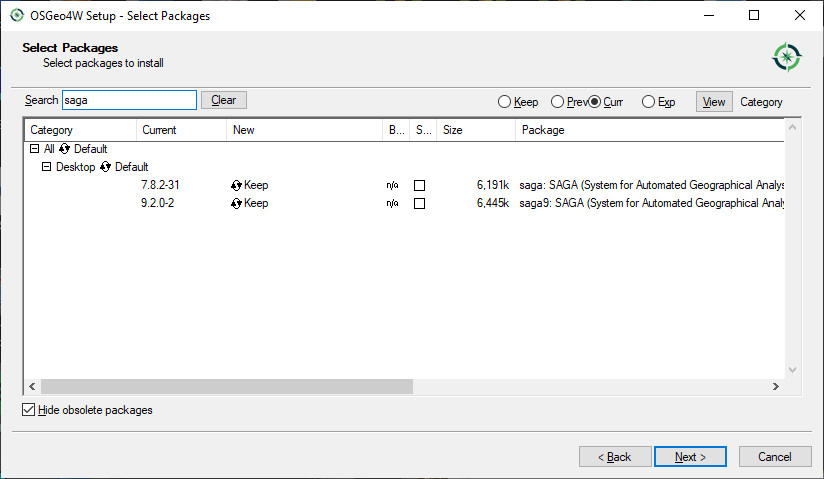 OSGeo4W Setup - Select Packages
Select Packages
Select packages to install
Search saga Clear Keep Prev Curr Exp View Category
Category Current New B... S... Size Package
All Default
Desktop Default
7.8.2-31 Keep n/a 6,191k saga: SAGA (System for Automated Geographical Analys
9.2.0-2 Keep n/a 6,445k saga9: SAGA (System for Automated Geographical Analy
Hide obsolete packages
< Back Next > Cancel